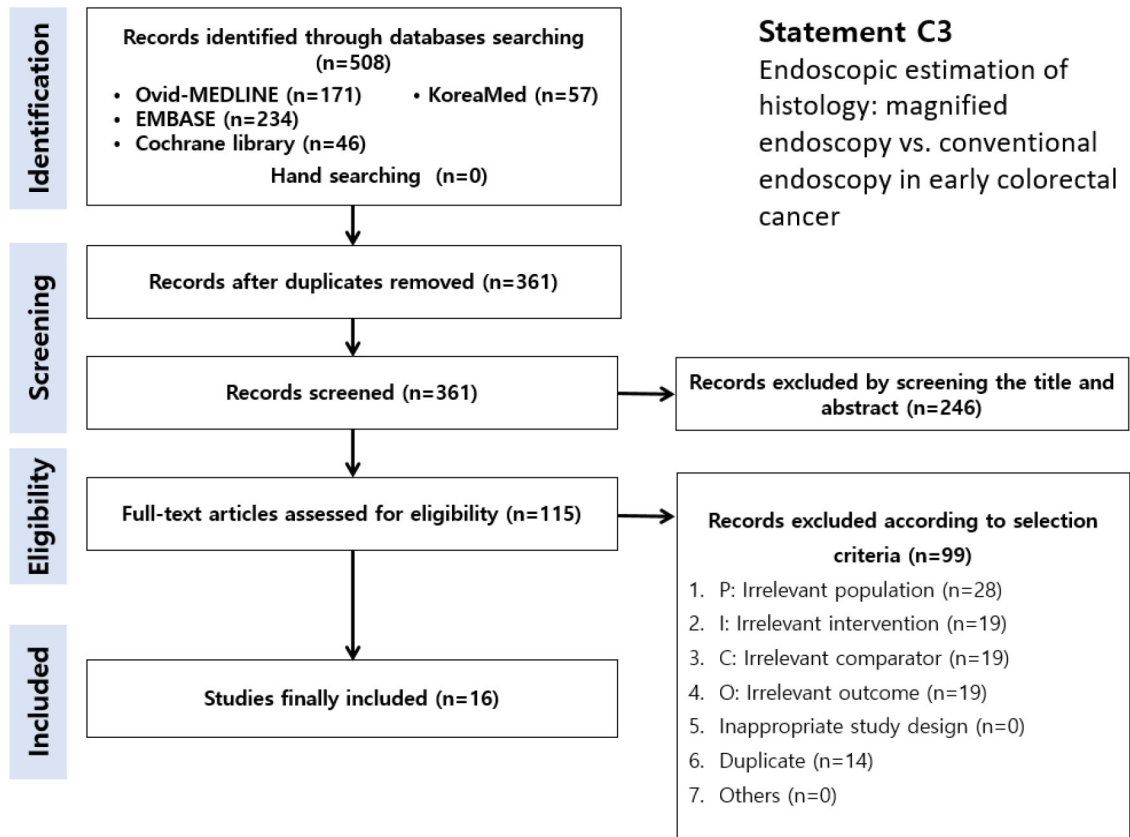 Identification
Records identified through databases searching
(n=508)
• Ovid-MEDLINE (n=171)
• KoreaMed (n=57)
• EMBASE (n=234)
• Cochrane library (n=46)
Hand searching (n=0)
Statement C3
Endoscopic estimation of
histology: magnified
endoscopy vs. conventional
endoscopy in early colorectal
cancer
Screening
Records after duplicates removed (n=361)
Records screened (n=361)
Records excluded by screening the title and
abstract (n=246)
Eligibility
Full-text articles assessed for eligibility (n=115)
Records excluded according to selection
criteria (n=99)
1. P: Irrelevant population (n=28)
2. I: Irrelevant intervention (n=19)
3. C: Irrelevant comparator (n=19)
4. O: Irrelevant outcome (n=19)
5. Inappropriate study design (n=0)
6. Duplicate (n=14)
7. Others (n=0)
Included
Studies finally included (n=16)